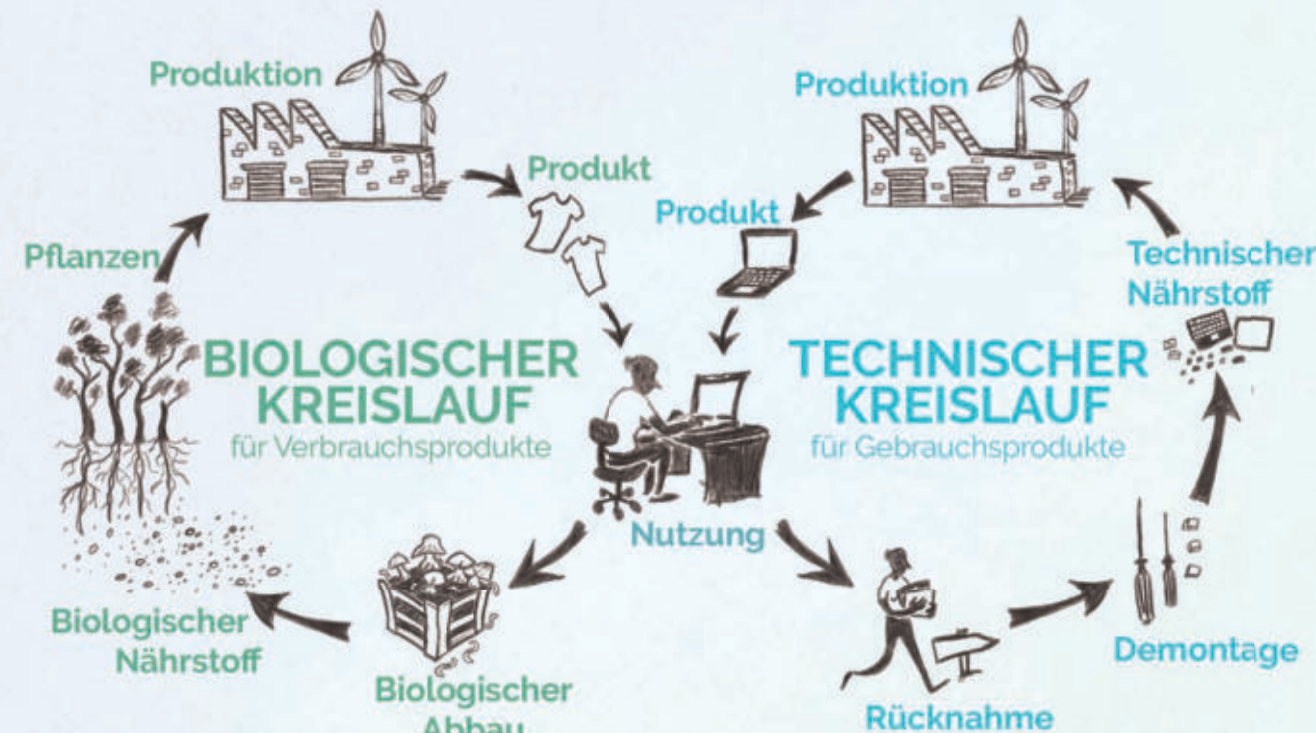 Produktion
Produkt
Pflanzen
BIOLOGISCHER
KREISLAUF
für Verbrauchsprodukte
Biologischer
Nährstoff
Biologischer
Abbau
Nutzung
Produktion
Produkt
Technischer
Nährstoff
TECHNISCHER
KREISLAUF
für Gebrauchsprodukte
Demontage
Rücknahme